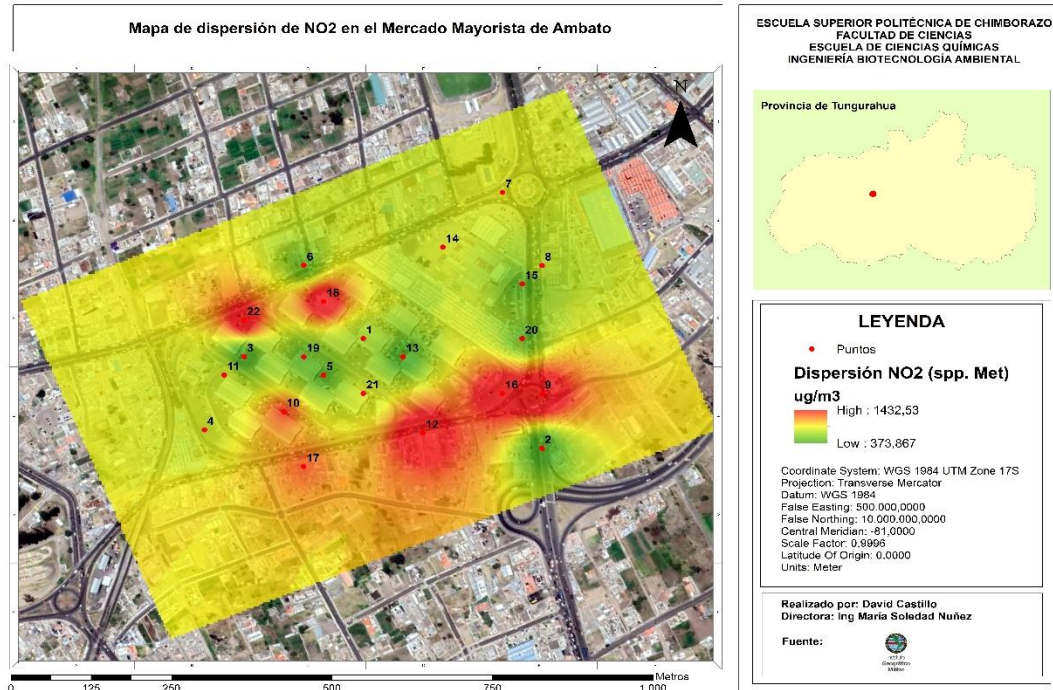 Mapa de dispersión de NO2 en el Mercado Mayorista de Ambato
N
7
14
8
6
15
18
22
1
20
3
19
13
11
5
21
16
9
10
4
12
2
17
Metros
0
125
250
500
750
1.000
ESCUELA SUPERIOR POLITÉCNICA DE CHIMBORAZO
FACULTAD DE CIENCIAS
ESCUELA DE CIENCIAS QUÍMICAS
INGENIERÍA BIOTECNOLOGÍA AMBIENTAL
Provincia de Tungurahua
LEYENDA
Puntos
Dispersión NO2 (spp. Met)
ug/m3
High : 1432,53
Low : 373,867
Coordinate System: WGS 1984 UTM Zone 17S
Projection: Transverse Mercator
Datum: WGS 1984
False Easting: 500.000,0000
False Northing: 10.000.000,0000
Central Meridian: -81,0000
Scale Factor: 0,9996
Latitude Of Origin: 0,0000
Units: Meter
Realizado por: David Castillo
Directora: Ing María Soledad Nuñez
Fuente:
Instituto
Geográfico
Militar